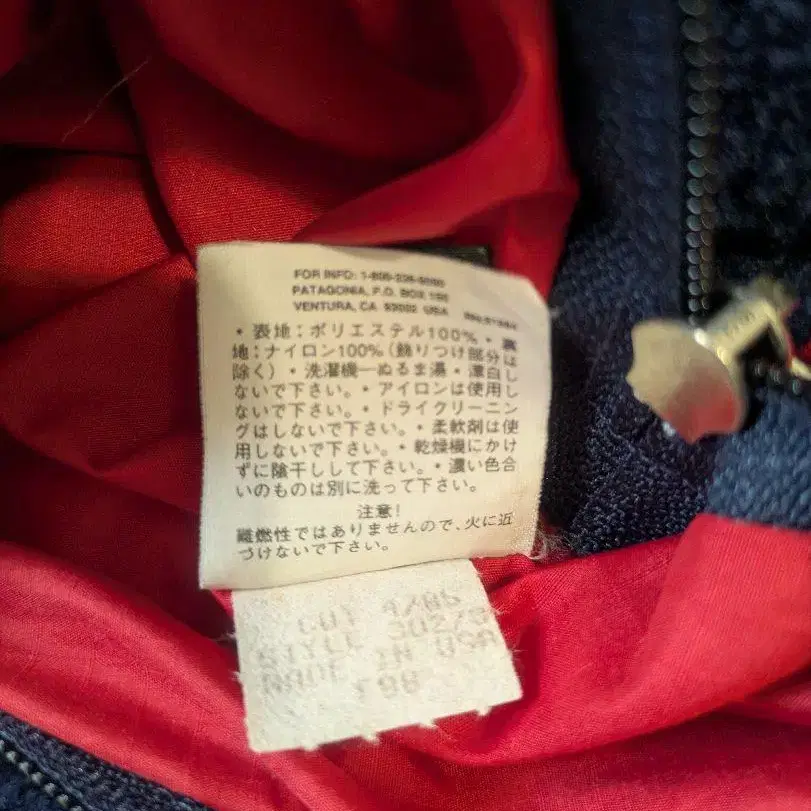 FOR INFO: 1-800-
PATAGONIA, P.O. BOX 150
VENTURA, CA 93002 USA
・表地：ポリエステル100%・裏
地：ナイロン100%（飾りつけ部分は
除く）・洗濯機―ぬるま湯・漂白し
ないで下さい。・アイロンは使用し
ないで下さい。・ドライクリーニン
グはしないで下さい。・柔軟剤は使
用しないで下さい。・乾燥機にかけ
ずに陰干しして下さい。・濃い色合
いのものは別に洗って下さい。
注意！
難燃性ではありませんので、火に近
づけないで下さい。
STYLE
MADE IN USA
F98